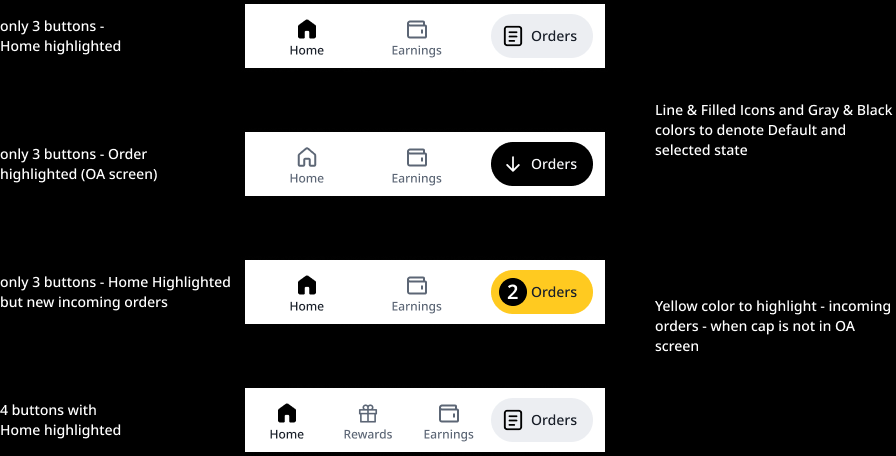 only 3 buttons -
Home highlighted
Home
Earnings
Orders
Line & Filled Icons and Gray & Black
colors to denote Default and
selected state
only 3 buttons - Order
highlighted (OA screen)
Home
Earnings
Orders
only 3 buttons - Home Highlighted
but new incoming orders
Home
Earnings
2 Orders
Yellow color to highlight - incoming
orders - when cap is not in OA
screen
4 buttons with
Home highlighted
Home
Rewards
Earnings
Orders